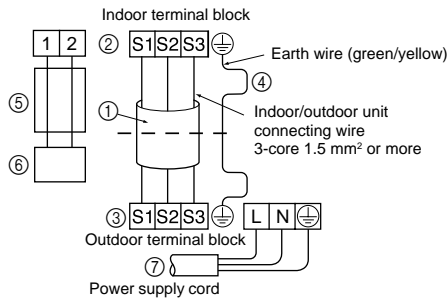 Indoor terminal block
1 2 ② S1 S2 S3
Earth wire (green/yellow)
④
⑤
①
Indoor/outdoor unit
connecting wire
3-core 1.5 mm² or more
⑥
③ S1 S2 S3 L N
Outdoor terminal block
⑦
Power supply cord